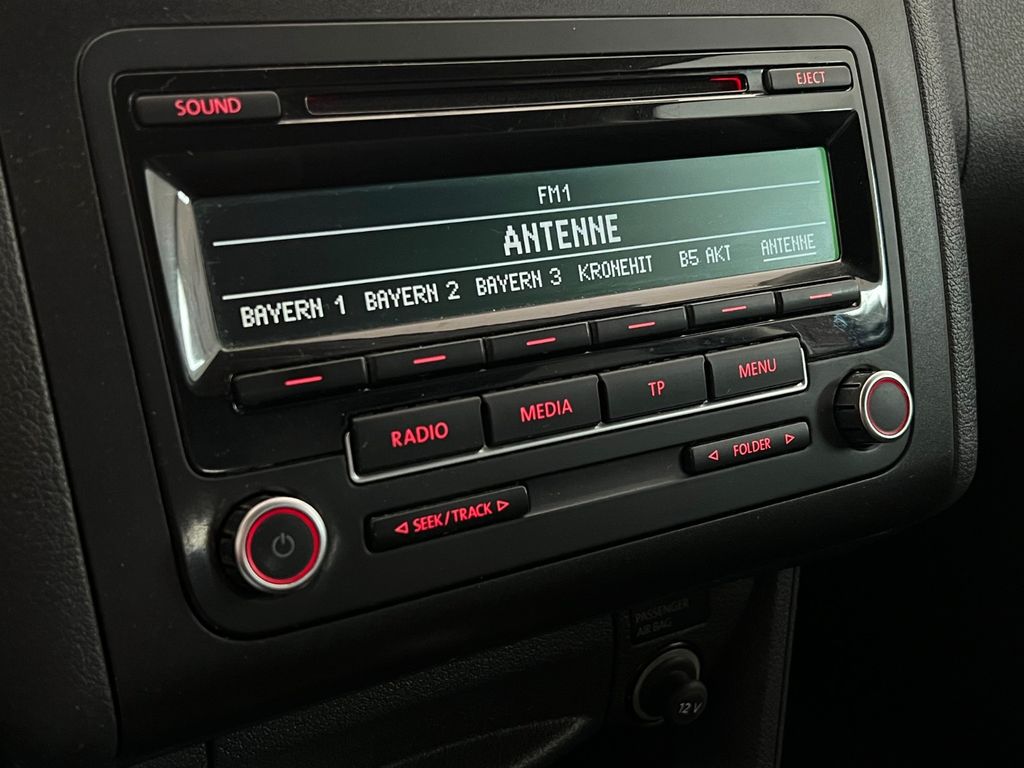 SOUND
EJECT
FM1
ANTENNE
BAYERN 1 BAYERN 2 BAYERN 3 KRONEHIT B5 AKT ANTENNE
RADIO MEDIA TP MENU
FOLDER
SEEK/TRACK
PASSENGER
AIR BAG
12 V